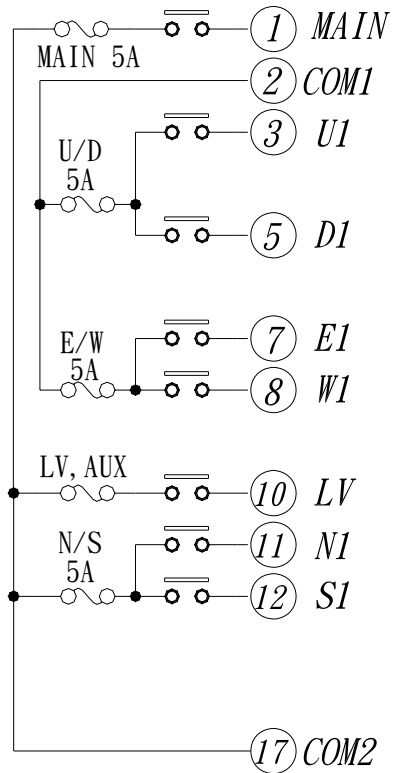 1 MAIN
MAIN 5A
2 COM1
3 U1
U/D
5A
5 D1
7 E1
E/W
5A
8 W1
LV, AUX
10 LV
11 N1
N/S
5A
12 S1
17 COM2